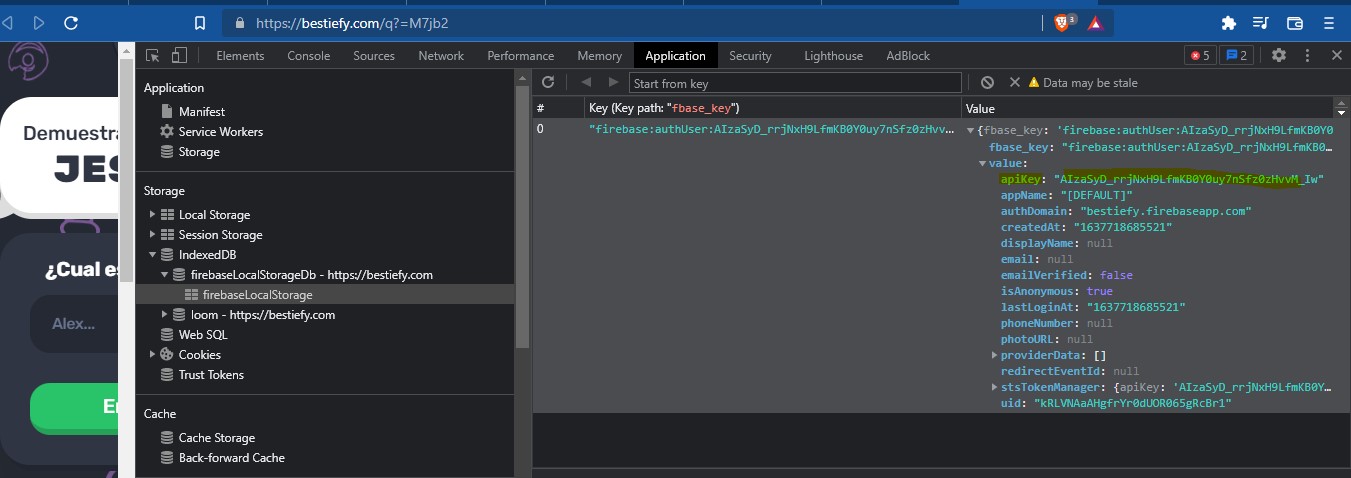 https://bestiefy.com/q?=M7jb2
3
Demuestra
JES
¿Cual es
Alex...
En
Elements Console Sources Network Performance Memory Application Security Lighthouse AdBlock
5 2
Application
Manifest
Service Workers
Storage
Storage
Local Storage
Session Storage
IndexedDB
firebaseLocalStorageDb - https://bestiefy.com
firebaseLocalStorage
loom - https://bestiefy.com
Web SQL
Cookies
Trust Tokens
Cache
Cache Storage
Back-forward Cache
Start from key
Data may be stale
# Key (Key path: "fbase_key") Value
0 "firebase:authUser:AIzaSyD_rrjNxH9LfmKB0Y0uy7nSfz0zHvv...
{fbase_key: 'firebase:authUser:AIzaSyD_rrjNxH9LfmKB0Y0
fbase_key: "firebase:authUser:AIzaSyD_rrjNxH9LfmKB0...
value:
apiKey: "AIzaSyD_rrjNxH9LfmKB0Y0uy7nSfz0zHvvM_Iw"
appName: "[DEFAULT]"
authDomain: "bestiefy.firebaseapp.com"
createdAt: "1637718685521"
displayName: null
email: null
emailVerified: false
isAnonymous: true
lastLoginAt: "1637718685521"
phoneNumber: null
photoURL: null
providerData: []
redirectEventId: null
stsTokenManager: {apiKey: 'AIzaSyD_rrjNxH9LfmKB0Y...
uid: "kRLVNAaAHgfrYr0dUOR065gRcBr1"